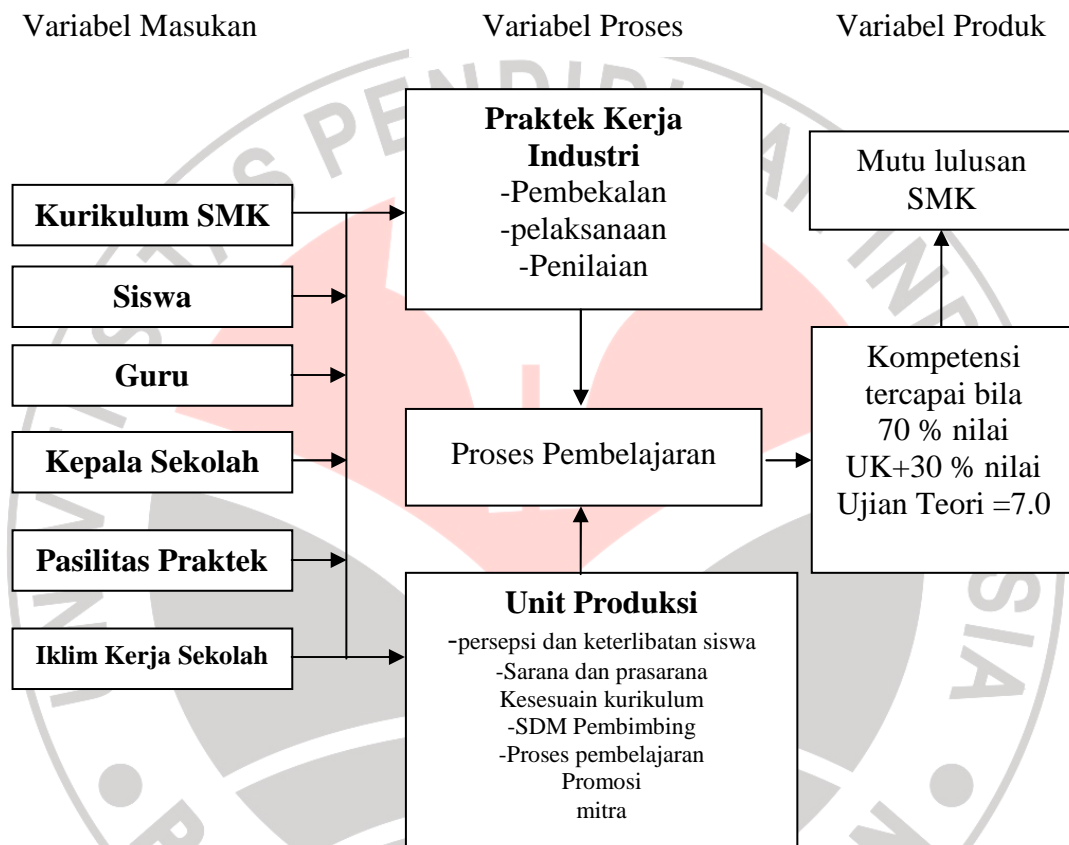 Variabel Masukan
Variabel Proses
Variabel Produk
Kurikulum SMK
Siswa
Guru
Kepala Sekolah
Pasilitas Praktek
Iklim Kerja Sekolah
Praktek Kerja
Industri
-Pembekalan
-pelaksanaan
-Penilaian
Proses Pembelajaran
Unit Produksi
-persepsi dan keterlibatan siswa
-Sarana dan prasarana
Kesesuain kurikulum
-SDM Pembimbing
-Proses pembelajaran
Promosi
mitra
Mutu lulusan
SMK
Kompetensi
tercapai bila
70 % nilai
UK+30 % nilai
Ujian Teori =7.0